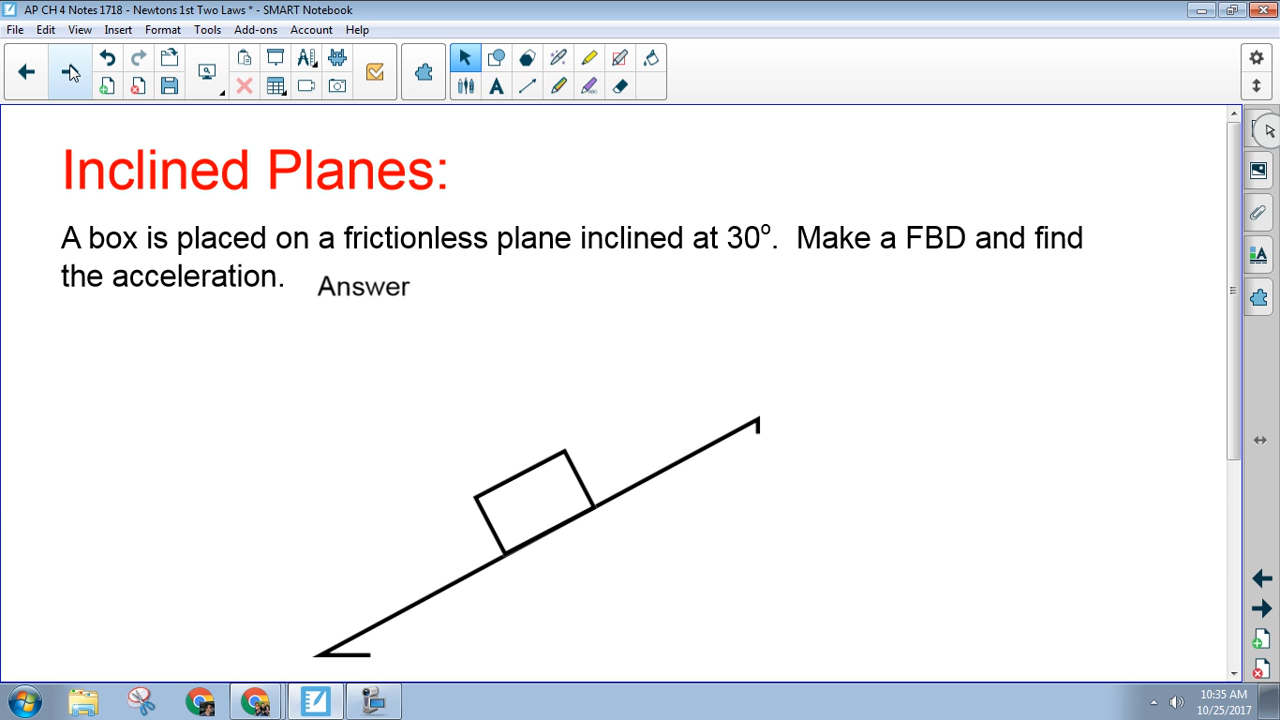 AP CH 4 Notes 1718 - Newtons 1st Two Laws * - SMART Notebook
File Edit View Insert Format Tools Add-ons Account Help
Inclined Planes:
A box is placed on a frictionless plane inclined at 30º. Make a FBD and find
the acceleration.
Answer
10:35 AM
10/25/2017